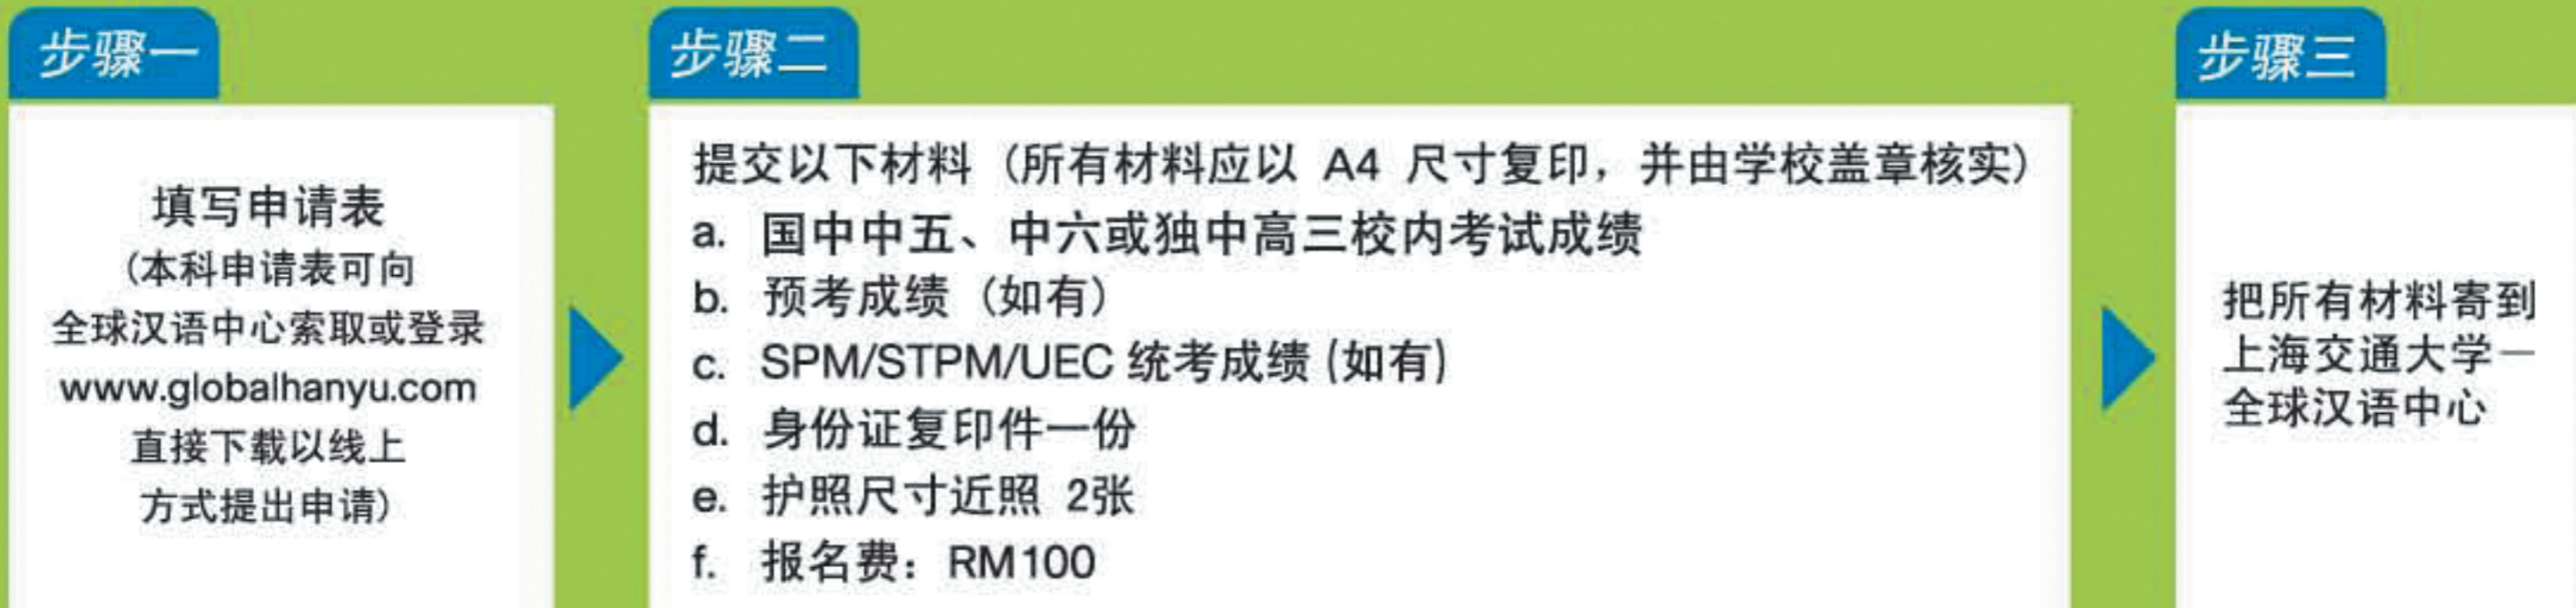 步骤一
填写申请表
(本科申请表可向
全球汉语中心索取或登录
www.globalhanyu.com
直接下载以线上
方式提出申请)
步骤二
提交以下材料 (所有材料应以 A4 尺寸复印，并由学校盖章核实)
a. 国中中五、中六或独中高三校内考试成绩
b. 预考成绩 (如有)
c. SPM/STPM/UEC 统考成绩 (如有)
d. 身份证复印件一份
e. 护照尺寸近照 2张
f. 报名费：RM100
步骤三
把所有材料寄到
上海交通大学—
全球汉语中心